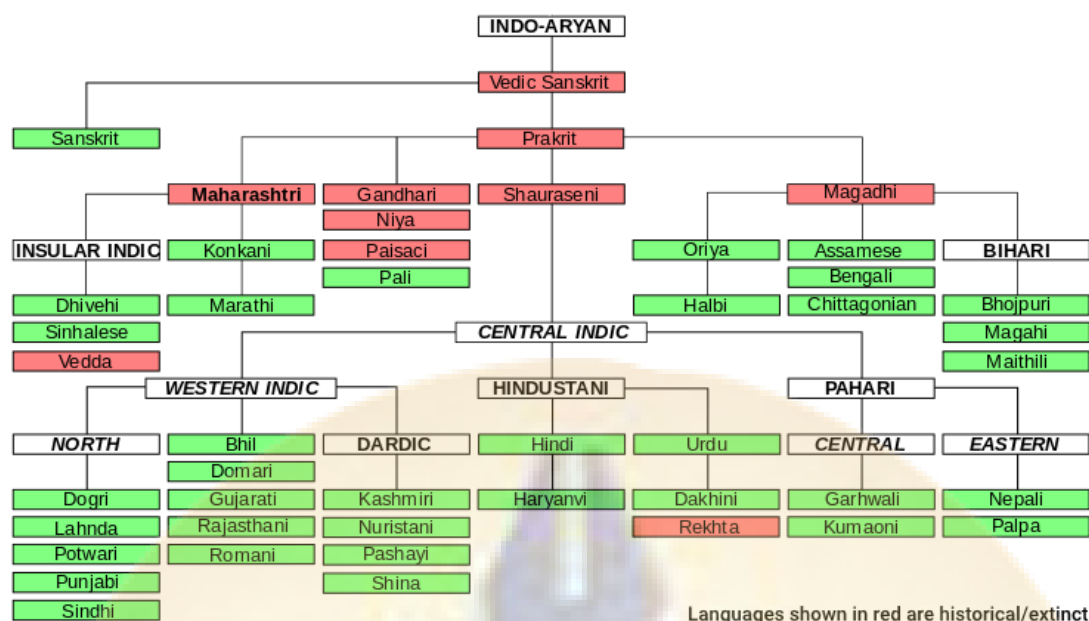 INDO-ARYAN
Vedic Sanskrit
Sanskrit
Prakrit
Maharashtri
Gandhari
Shauraseni
Magadhi
Niya
INSULAR INDIC
Konkani
Paisaci
Oriya
Assamese
BIHARI
Pali
Bengali
Dhivehi
Marathi
Halbi
Chittagonian
Bhojpuri
Sinhalese
CENTRAL INDIC
Magahi
Vedda
Maithili
WESTERN INDIC
HINDUSTANI
PAHARI
NORTH
Bhil
DARDIC
Hindi
Urdu
CENTRAL
EASTERN
Domari
Dogri
Gujarati
Kashmiri
Haryanvi
Dakhini
Garhwali
Nepali
Lahnda
Rajasthani
Nuristani
Rekhta
Kumaoni
Palpa
Potwari
Romani
Pashayi
Punjabi
Shina
Sindhi
Languages shown in red are historical/extinct